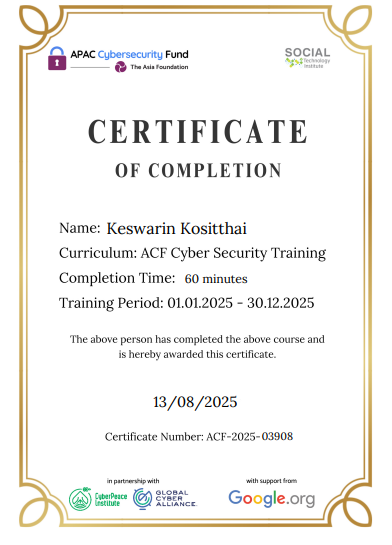 APAC Cybersecurity Fund
The Asia Foundation
SOCIAL
Technology
Institute
CERTIFICATE
OF COMPLETION
Name: Keswarin Kositthai
Curriculum: ACF Cyber Security Training
Completion Time: 60 minutes
Training Period: 01.01.2025 - 30.12.2025
The above person has completed the above course and
is hereby awarded this certificate.
13/08/2025
Certificate Number: ACF-2025-03908
in partnership with
with support from
CyberPeace
Institute
GLOBAL
CYBER
ALLIANCE.
Google.org